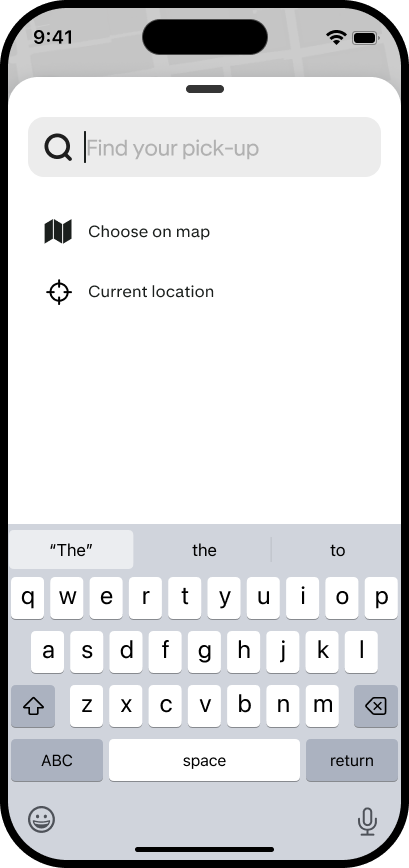 9:41
Find your pick-up
Choose on map
Current location
“The” the to
q w e r t y u i o p
a s d f g h j k l
z x c v b n m
ABC space return